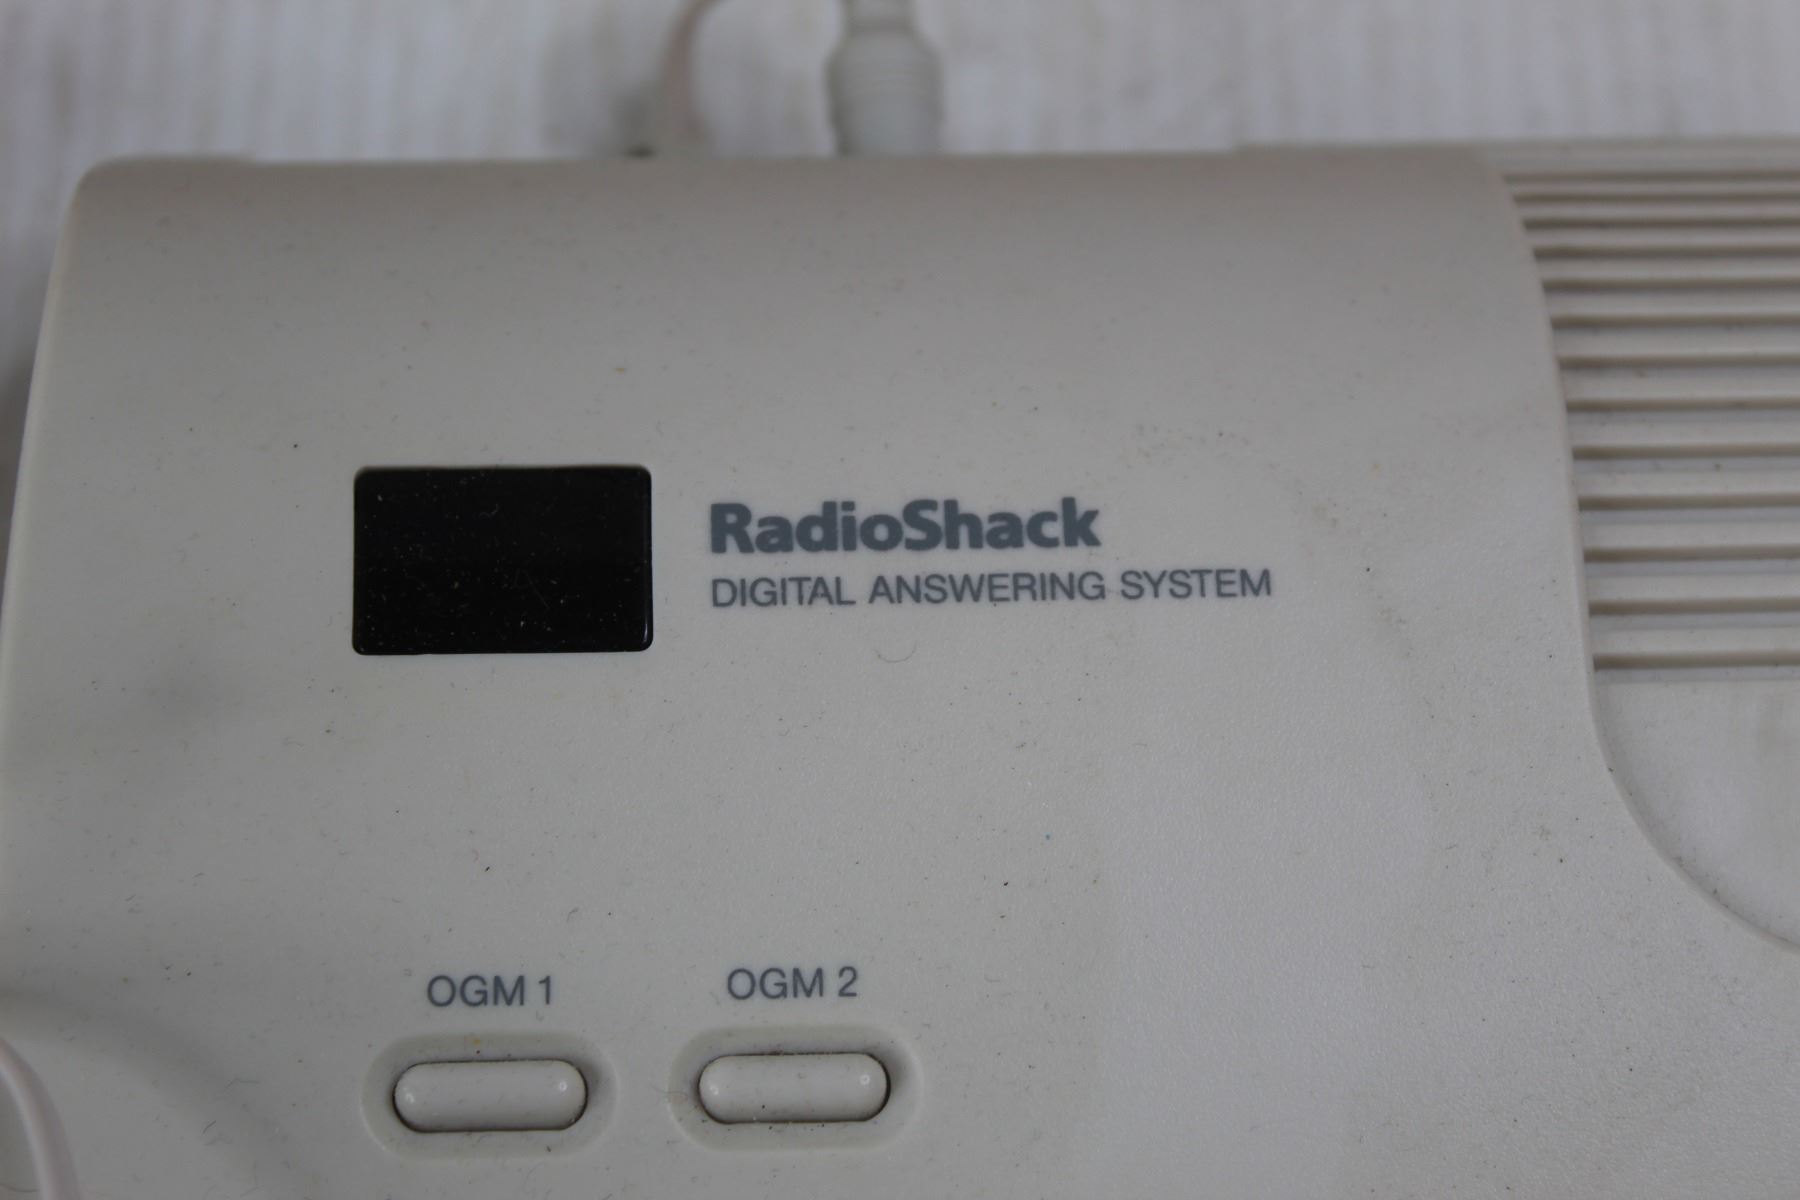 RadioShack
DIGITAL ANSWERING SYSTEM
OGM 1
OGM 2